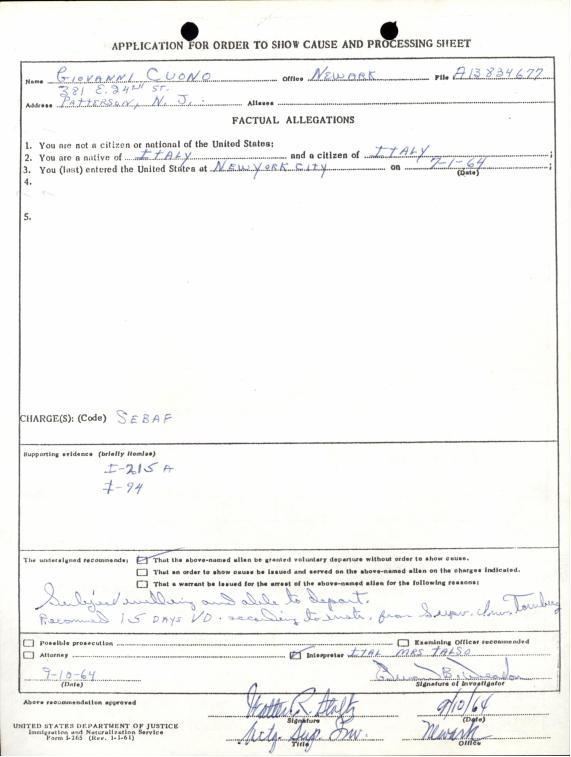 APPLICATION FOR ORDER TO SHOW CAUSE AND PROCESSING SHEET
Name GIOVANNI CUONO Office NEWARK File A13 834 677
381 E. 24TH ST.
Address PATTERSON, N. J. Aliases
FACTUAL ALLEGATIONS
1. You are not a citizen or national of the United States;
2. You are a native of ITALY and a citizen of ITALY;
3. You (last) entered the United States at NEW YORK CITY on 7-1-64;
(Date)
4.
5.
CHARGE(S): (Code) SEBAF
Supporting evidence (briefly itemize)
I-215 A
I-94
The undersigned recommends: That the above-named alien be granted voluntary departure without order to show cause.
That an order to show cause be issued and served on the above-named alien on the charges indicated.
That a warrant be issued for the arrest of the above-named alien for the following reasons:
Subject willing and able to depart.
Recommend 15 DAYS V.D. according to instr. from Superv.
Possible prosecution Examining Officer recommended
Attorney Interpreter ITAL MRS FALSO
9-10-64
(Date) Signature of Investigator
Above recommendation approved
9/10/64
Signature (Date)
Actg. Sup. Inv. Newark
Title Office
UNITED STATES DEPARTMENT OF JUSTICE
Immigration and Naturalization Service
Form I-265 (Rev. 1-1-61)